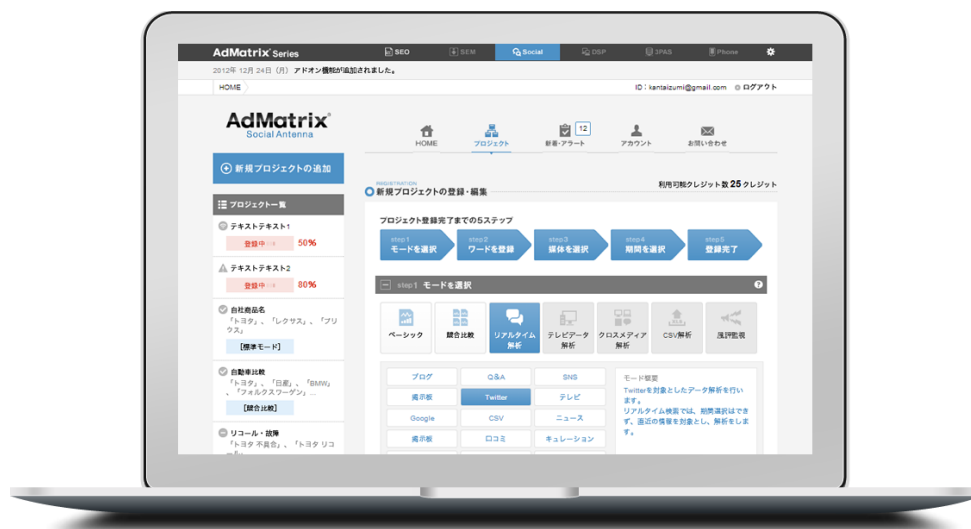 AdMatrix® Series
SEO
SEM
Social
DSP
3PAS
Phone
2012年 12月 24日（月） アドオン機能が追加されました。
HOME
ID：kantaizumi@gmail.com
ログアウト
AdMatrix®
Social Antenna
HOME
プロジェクト
新着・アラート
12
アカウント
お問い合わせ
新規プロジェクトの追加
プロジェクト一覧
テキストテキスト1
登録中
50%
テキストテキスト2
登録中
80%
自社商品名
「トヨタ」、「レクサス」、「プリ
ウス」
【標準モード】
自動車比較
「トヨタ」、「日産」、「BMW」
、「フォルクスワーゲン」...
【競合比較】
リコール・故障
「トヨタ 不具合」、「トヨタ リコ
REGISTRATION
新規プロジェクトの登録・編集
利用可能クレジット数 25 クレジット
プロジェクト登録完了までの5ステップ
step1
モードを選択
step2
ワードを登録
step3
媒体を選択
step4
期間を選択
step5
登録完了
step1 モードを選択
ベーシック
競合比較
リアルタイム
解析
テレビデータ
解析
クロスメディア
解析
CSV解析
風評監視
ブログ
Q&A
SNS
掲示板
Twitter
テレビ
Google
CSV
ニュース
掲示板
口コミ
キュレーション
モード概要
Twitterを対象としたデータ解析を行い
ます。
リアルタイム検索では、期間選択はでき
ず、直近の情報を対象とし、解析をしま
す。